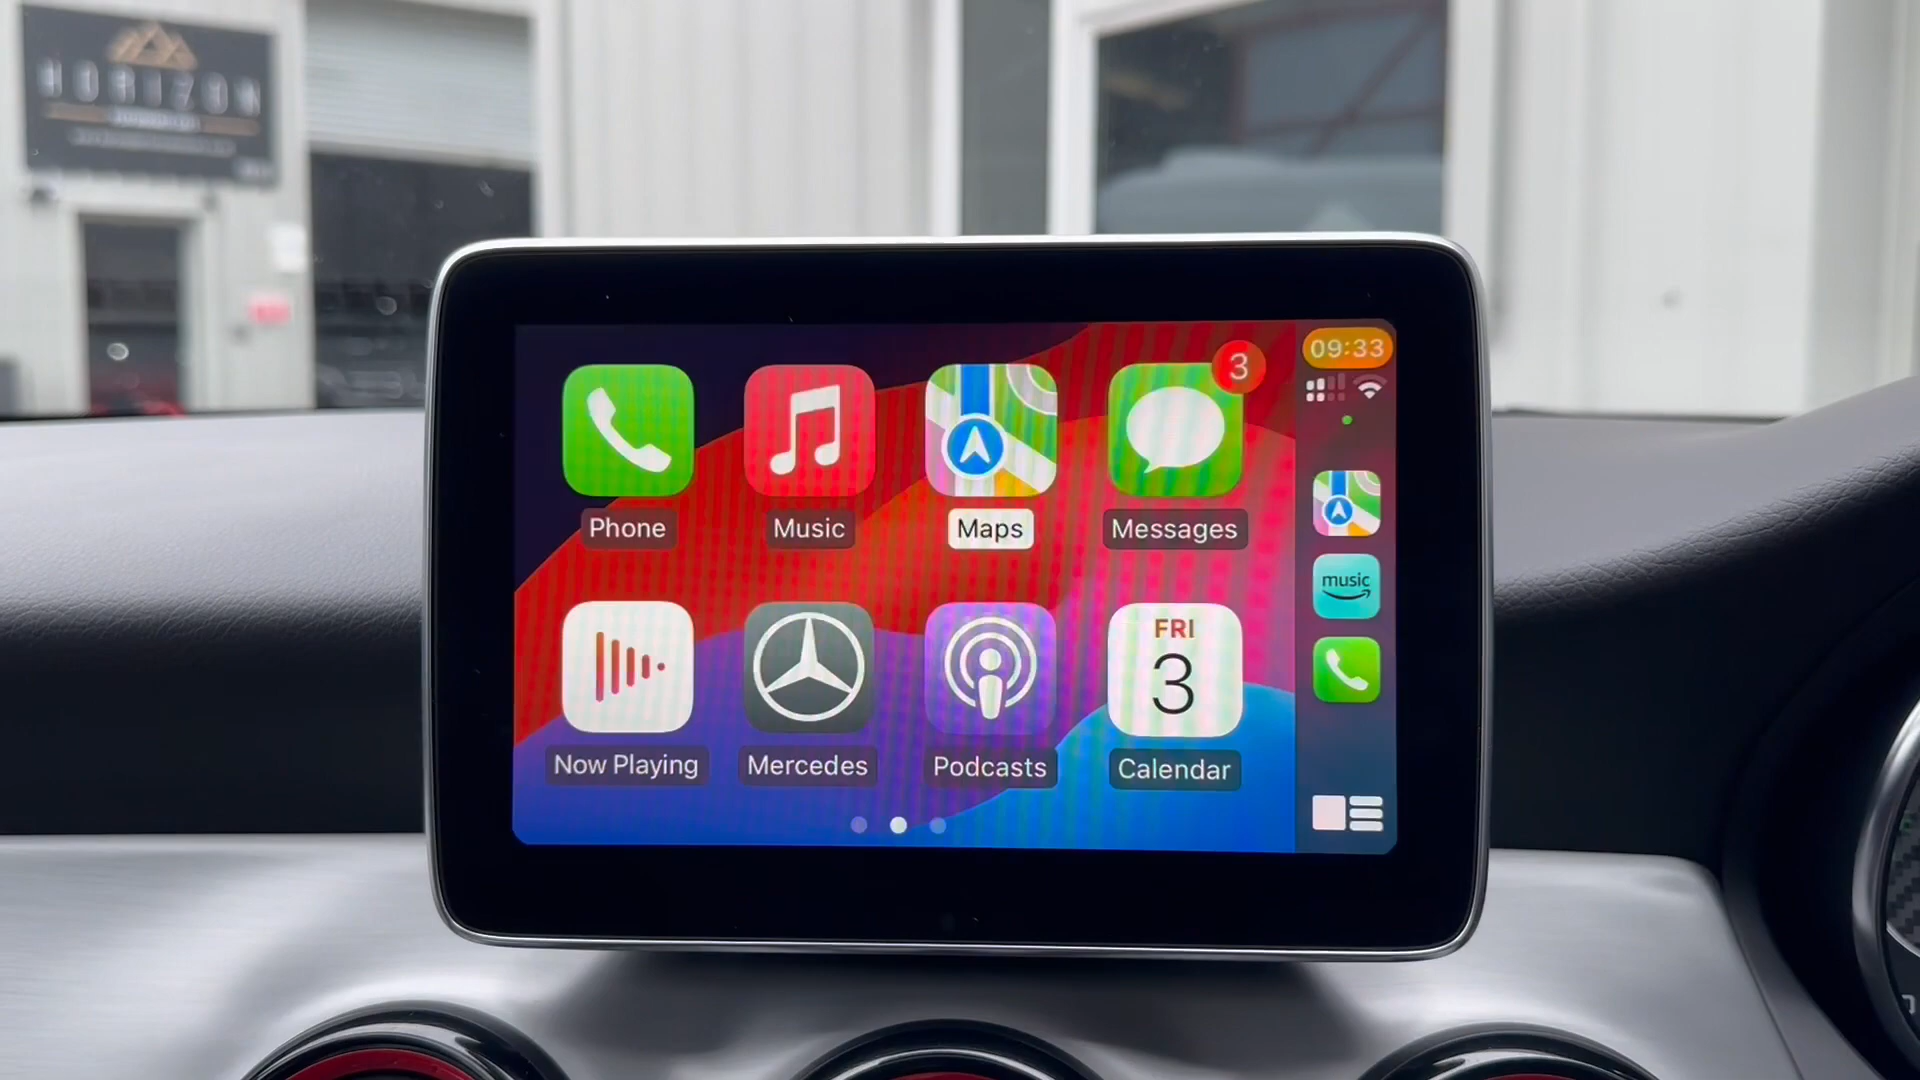 HORIZON
3
09:33
Phone
Music
Maps
Messages
music
FRI
3
Now Playing
Mercedes
Podcasts
Calendar